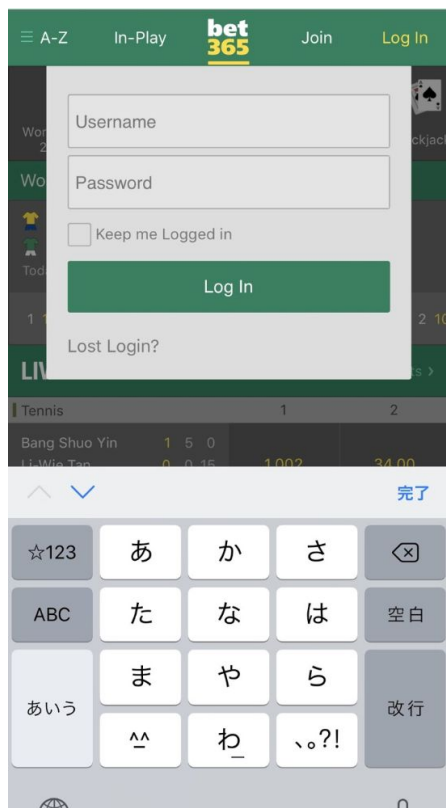 A-Z In-Play bet365 Join Log In
Username
Password
Keep me Logged in
Log In
Lost Login?
Tennis 1 2
Bang Shuo Yin 1 5 0
Li-Wie Tan 0 0 15 1.002 34.00
完了
☆123 あ か さ
ABC た な は 空白
あいう ま や ら 改行
^^ わ_ 、。?!